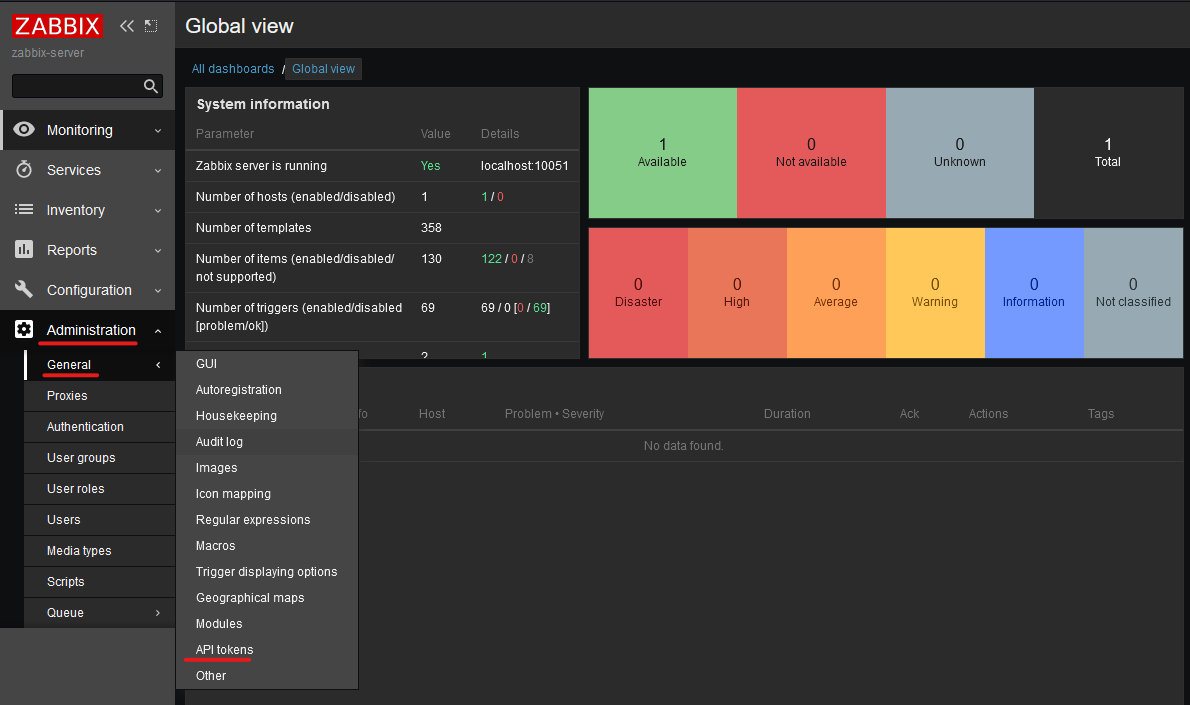 ZABBIX
zabbix-server
Monitoring
Services
Inventory
Reports
Configuration
Administration
General
Proxies
Authentication
User groups
User roles
Users
Media types
Scripts
Queue
GUI
Autoregistration
Housekeeping
Audit log
Images
Icon mapping
Regular expressions
Macros
Trigger displaying options
Geographical maps
Modules
API tokens
Other
Global view
All dashboards / Global view
System information
Parameter Value Details
Zabbix server is running Yes localhost:10051
Number of hosts (enabled/disabled) 1 1 / 0
Number of templates 358
Number of items (enabled/disabled/ 130 122 / 0 / 8
not supported)
Number of triggers (enabled/disabled 69 69 / 0 [0 / 69]
[problem/ok])
2 1
1 0 0 1
Available Not available Unknown Total
0 0 0 0 0 0
Disaster High Average Warning Information Not classified
fo Host Problem • Severity Duration Ack Actions Tags
No data found.